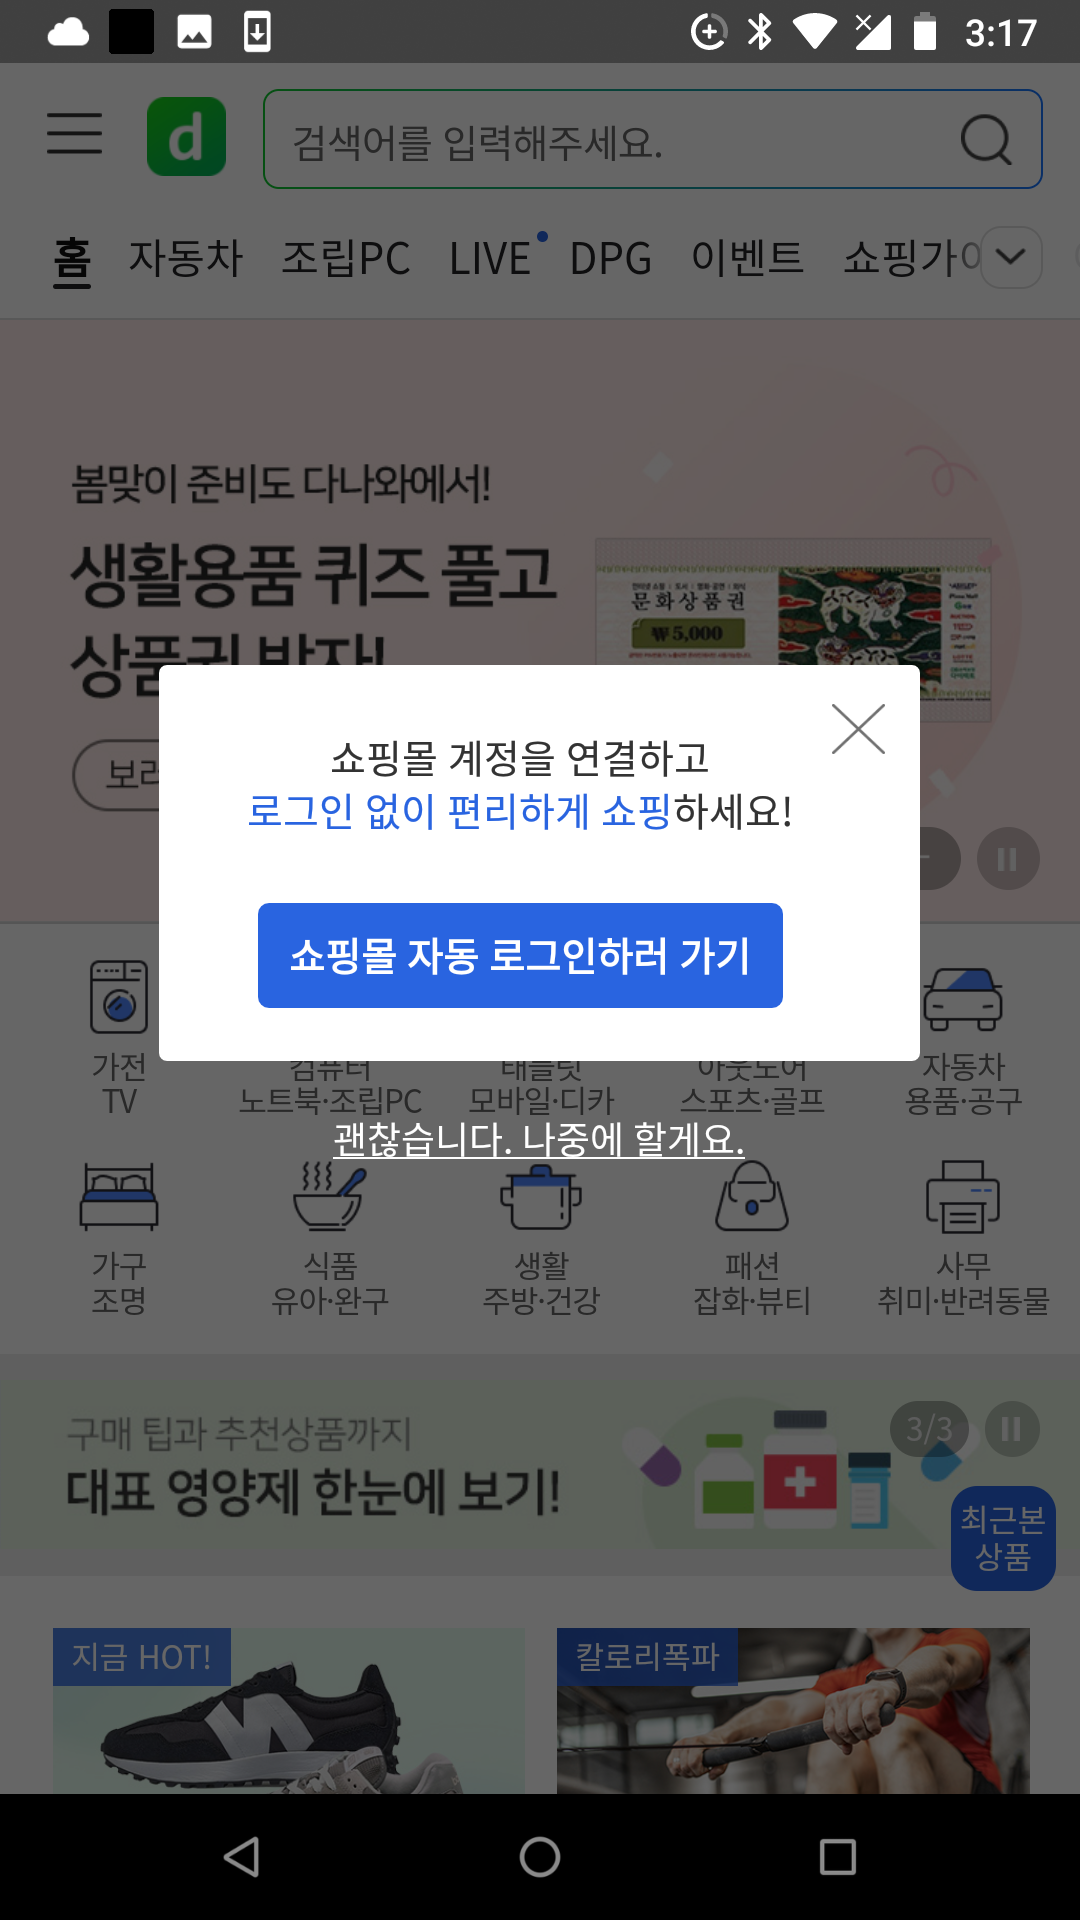 3:17
d
검색어를 입력해주세요.
홈 자동차 조립PC LIVE DPG 이벤트 쇼핑가이
봄맞이 준비도 다나와에서!
생활용품 퀴즈 풀고
상품권 받자!
문화상품권
₩5,000
보러
쇼핑몰 계정을 연결하고
로그인 없이 편리하게 쇼핑하세요!
쇼핑몰 자동 로그인하러 가기
가전
TV
컴퓨터
노트북·조립PC
태블릿
모바일·디카
아웃도어
스포츠·골프
자동차
용품·공구
괜찮습니다. 나중에 할게요.
가구
조명
식품
유아·완구
생활
주방·건강
패션
잡화·뷰티
사무
취미·반려동물
구매 팁과 추천상품까지
대표 영양제 한눈에 보기!
3/3
최근본
상품
지금 HOT!
칼로리폭파